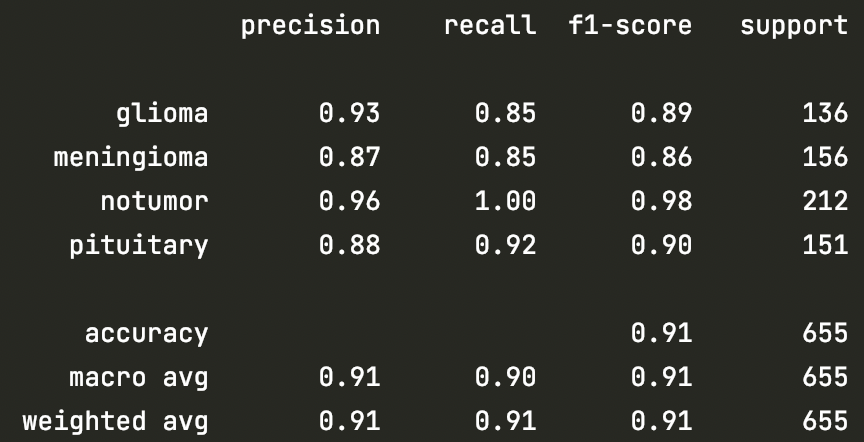 precision recall f1-score support
glioma 0.93 0.85 0.89 136
meningioma 0.87 0.85 0.86 156
notumor 0.96 1.00 0.98 212
pituitary 0.88 0.92 0.90 151
accuracy 0.91 655
macro avg 0.91 0.90 0.91 655
weighted avg 0.91 0.91 0.91 655